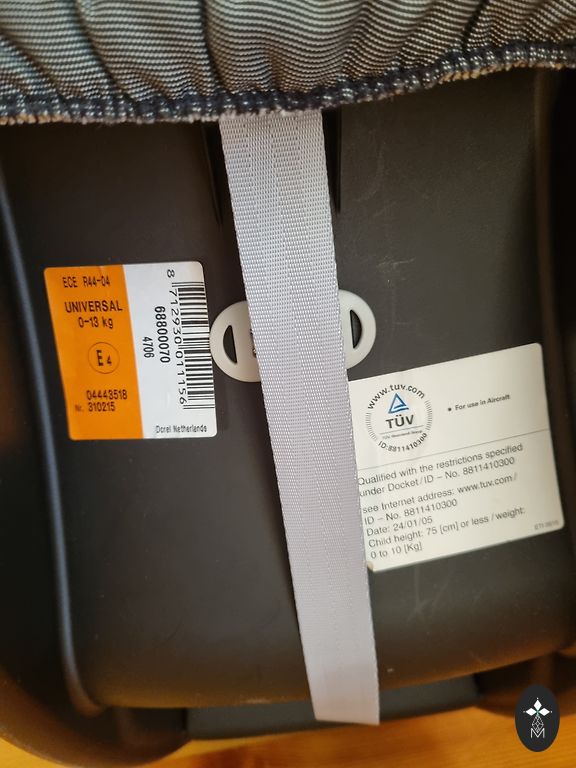 ECE R44-04
UNIVERSAL
0-13 kg
E 4
04443518
Nr. 310215
Dorel Netherlands
68800070
4706
8 712930 011156
www.tuv.com
TÜV
ID:8811410300
• For use in Aircraft
Qualified with the restrictions specified
under Docket/ID - No. 8811410300
see Internet address: www.tuv.com/
ID - No. 8811410300
Date: 24/01/05
Child height: 75 [cm] or less / weight:
0 to 10 [Kg]
M